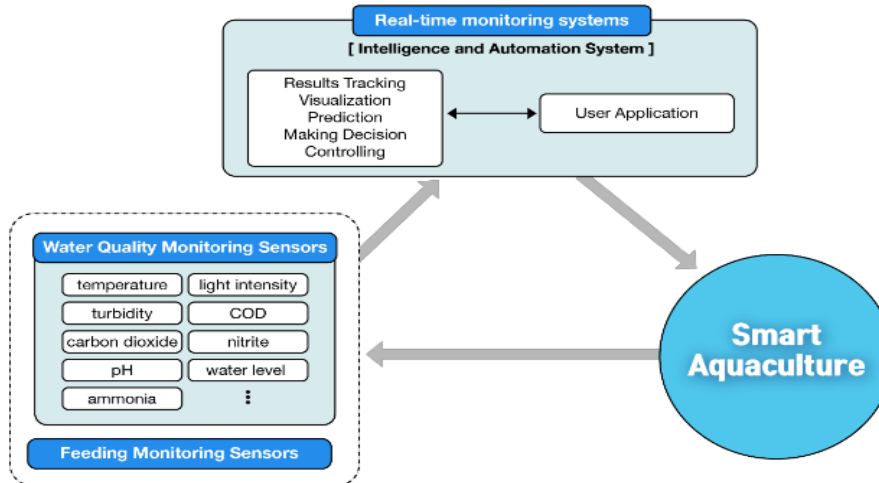 Real-time monitoring systems
[ Intelligence and Automation System ]
Results Tracking
Visualization
Prediction
Making Decision
Controlling
User Application
Water Quality Monitoring Sensors
temperature
light intensity
turbidity
COD
carbon dioxide
nitrite
pH
water level
ammonia
⋮
Feeding Monitoring Sensors
Smart
Aquaculture